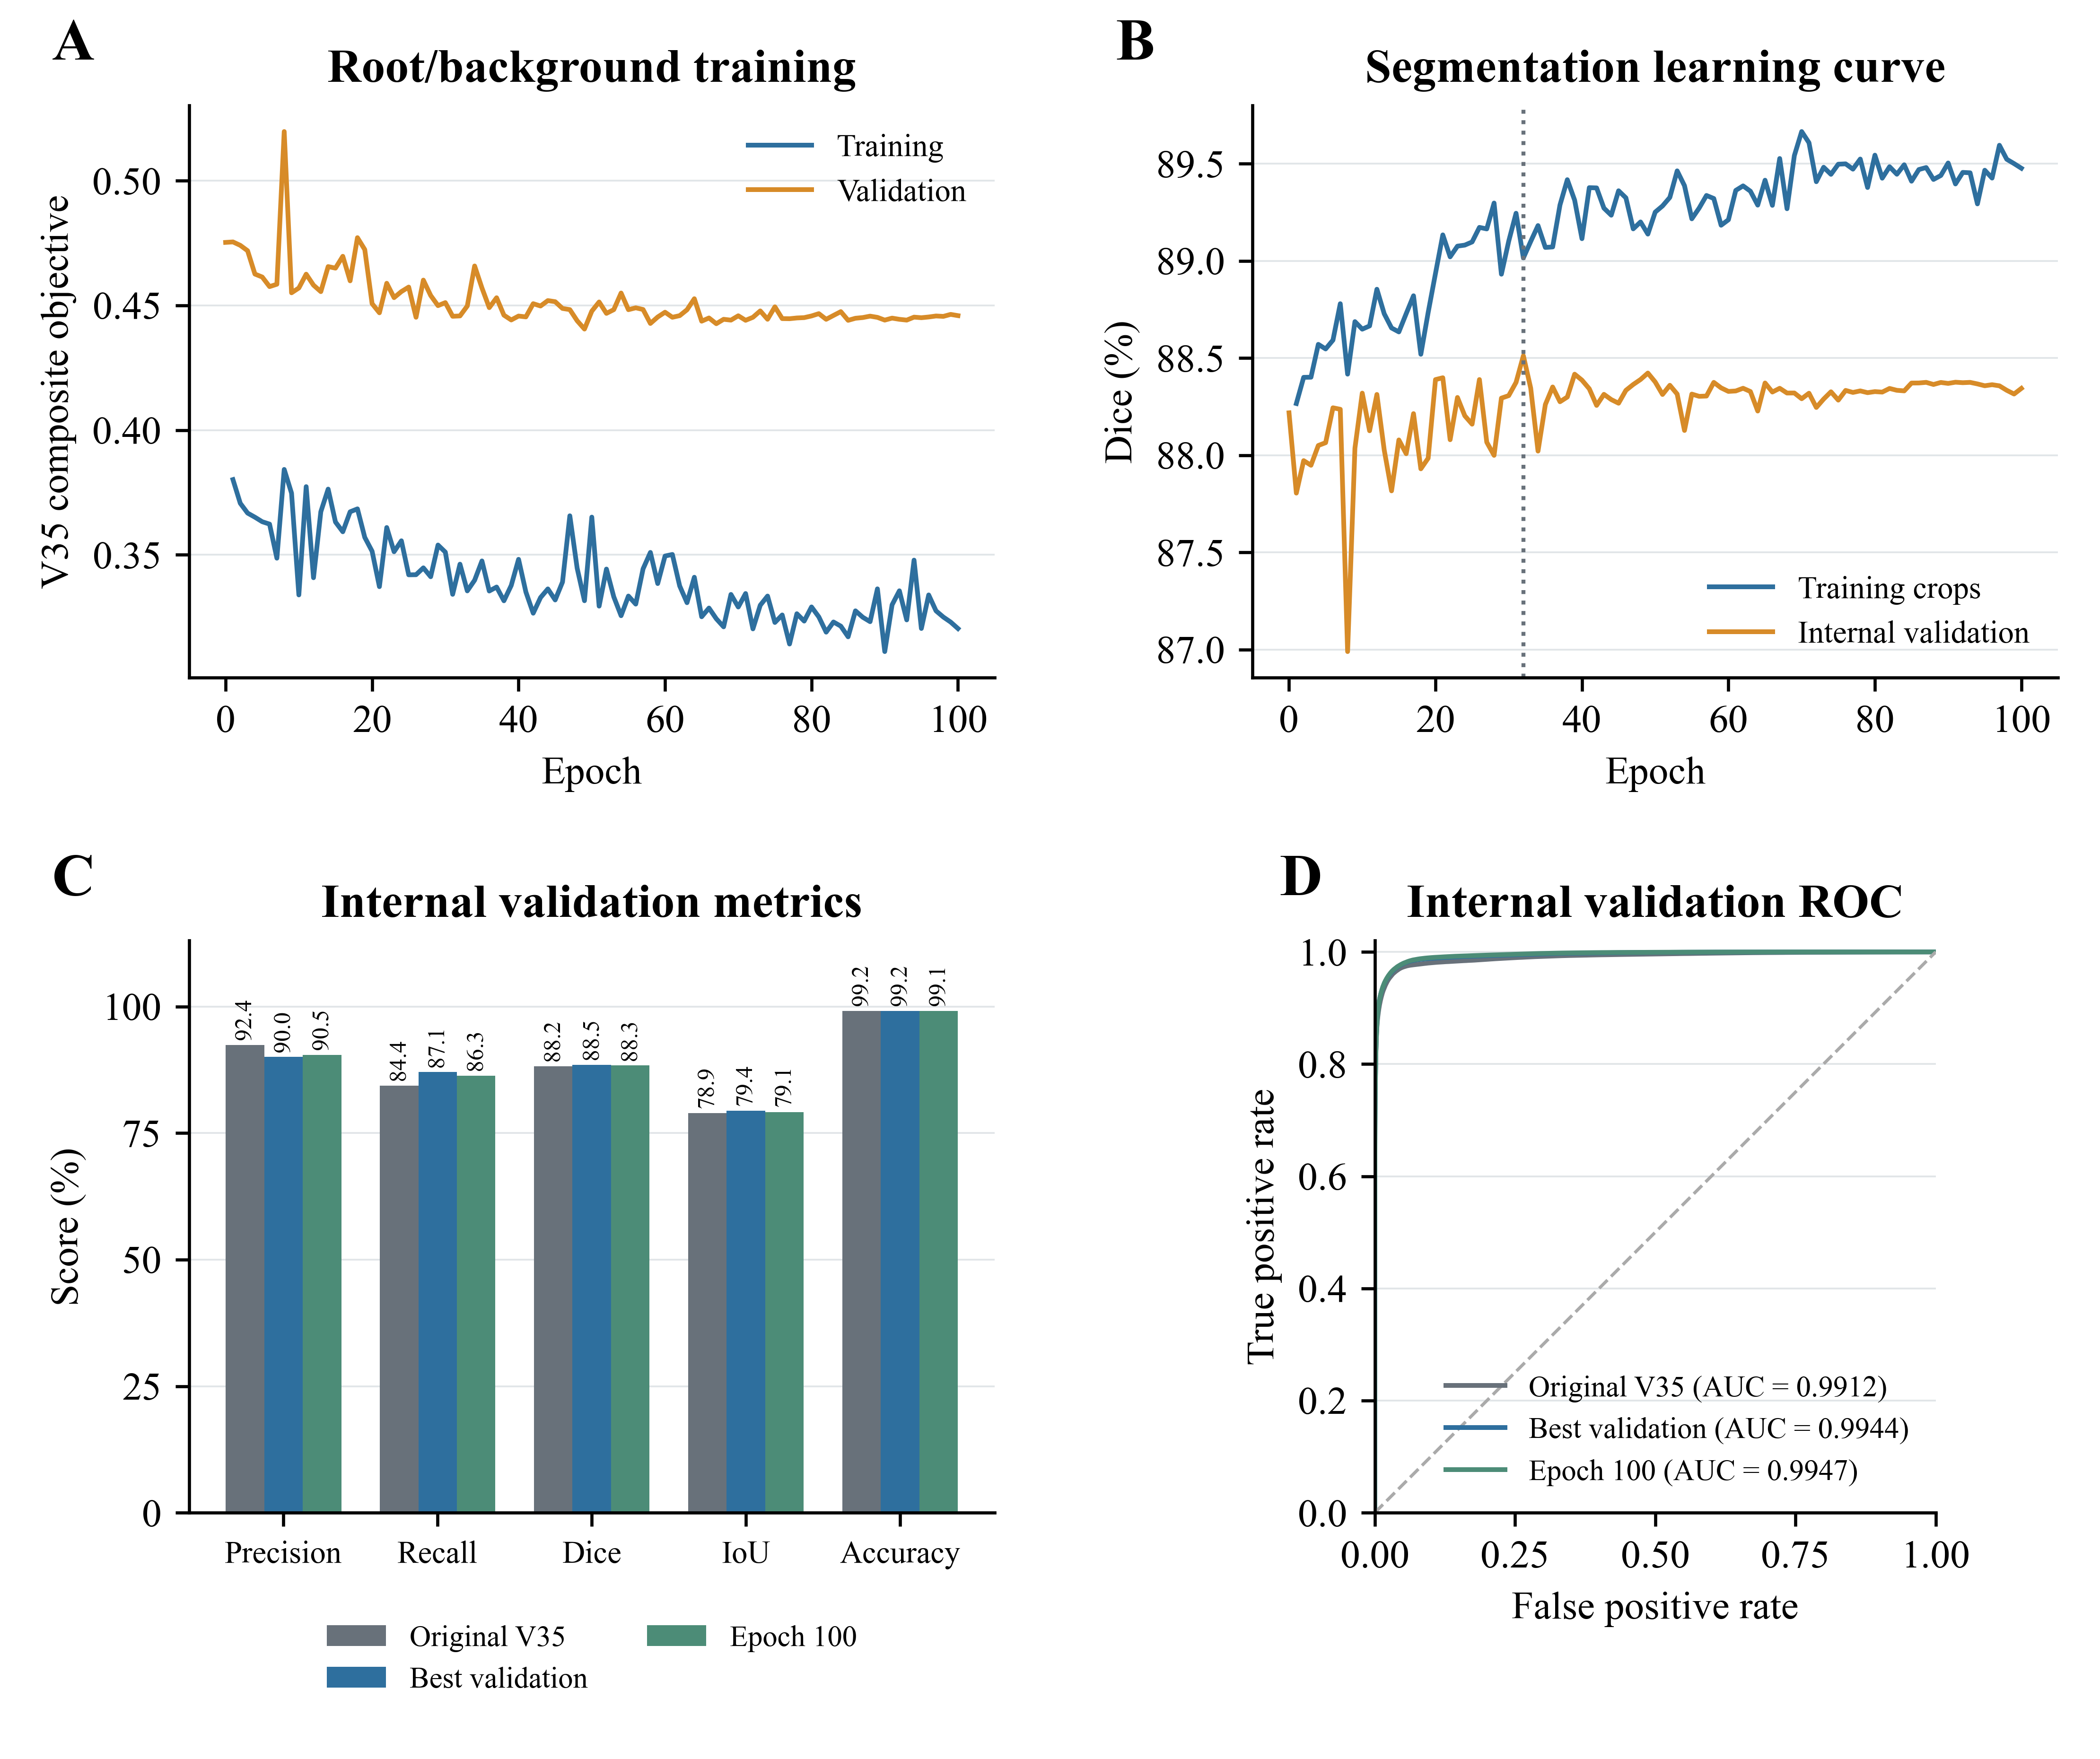 A
Root/background training
Training
Validation
V35 composite objective
0.50
0.45
0.40
0.35
0
20
40
60
80
100
Epoch
B
Segmentation learning curve
Dice (%)
89.5
89.0
88.5
88.0
87.5
87.0
Training crops
Internal validation
0
20
40
60
80
100
Epoch
C
Internal validation metrics
Score (%)
100
75
50
25
0
92.4
90.0
90.5
84.4
87.1
86.3
88.2
88.5
88.3
78.9
79.4
79.1
99.2
99.2
99.1
Precision
Recall
Dice
IoU
Accuracy
Original V35
Best validation
Epoch 100
D
Internal validation ROC
True positive rate
1.0
0.8
0.6
0.4
0.2
0.0
Original V35 (AUC = 0.9912)
Best validation (AUC = 0.9944)
Epoch 100 (AUC = 0.9947)
0.00
0.25
0.50
0.75
1.00
False positive rate